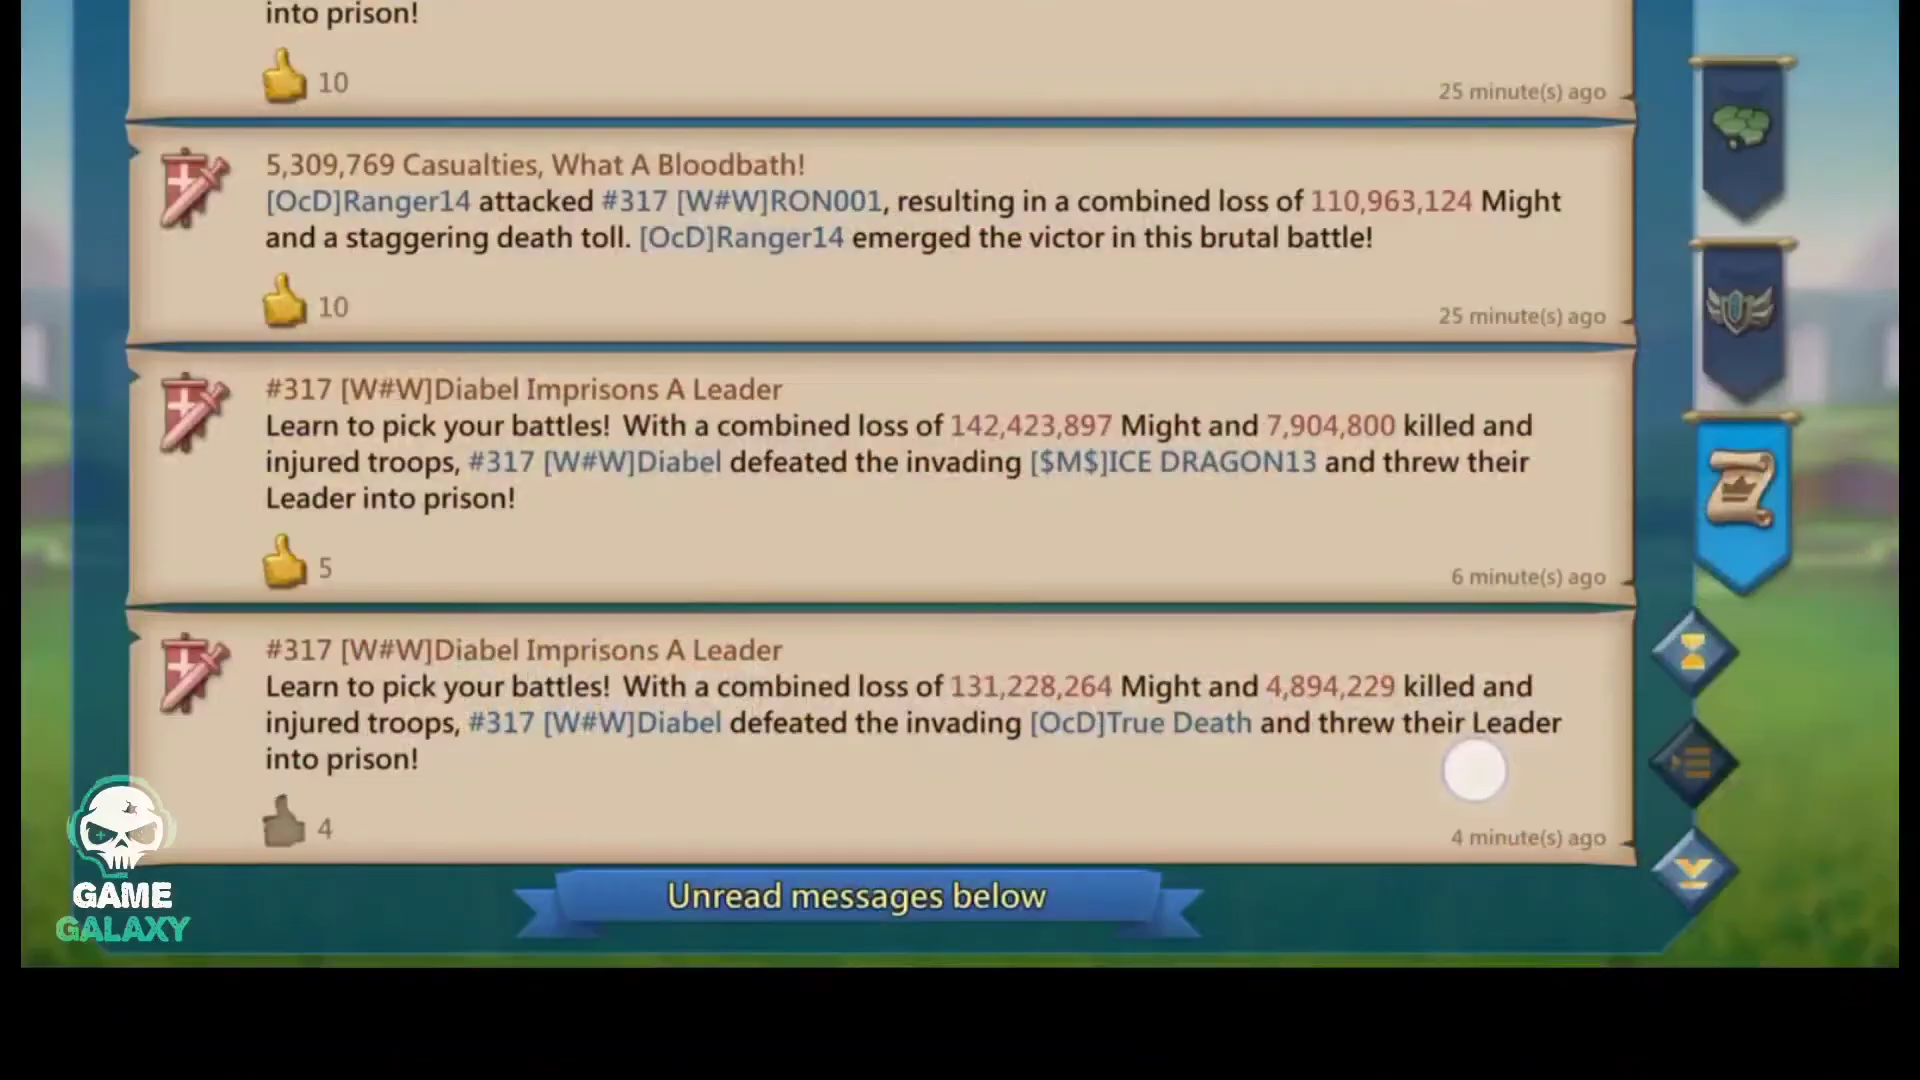 into prison!
10
25 minute(s) ago
5,309,769 Casualties, What A Bloodbath!
[OcD]Ranger14 attacked #317 [W#W]RON001, resulting in a combined loss of 110,963,124 Might
and a staggering death toll. [OcD]Ranger14 emerged the victor in this brutal battle!
10
25 minute(s) ago
#317 [W#W]Diabel Imprisons A Leader
Learn to pick your battles! With a combined loss of 142,423,897 Might and 7,904,800 killed and
injured troops, #317 [W#W]Diabel defeated the invading [$M$]ICE DRAGON13 and threw their
Leader into prison!
5
6 minute(s) ago
#317 [W#W]Diabel Imprisons A Leader
Learn to pick your battles! With a combined loss of 131,228,264 Might and 4,894,229 killed and
injured troops, #317 [W#W]Diabel defeated the invading [OcD]True Death and threw their Leader
into prison!
4
4 minute(s) ago
Unread messages below
GAME
GALAXY